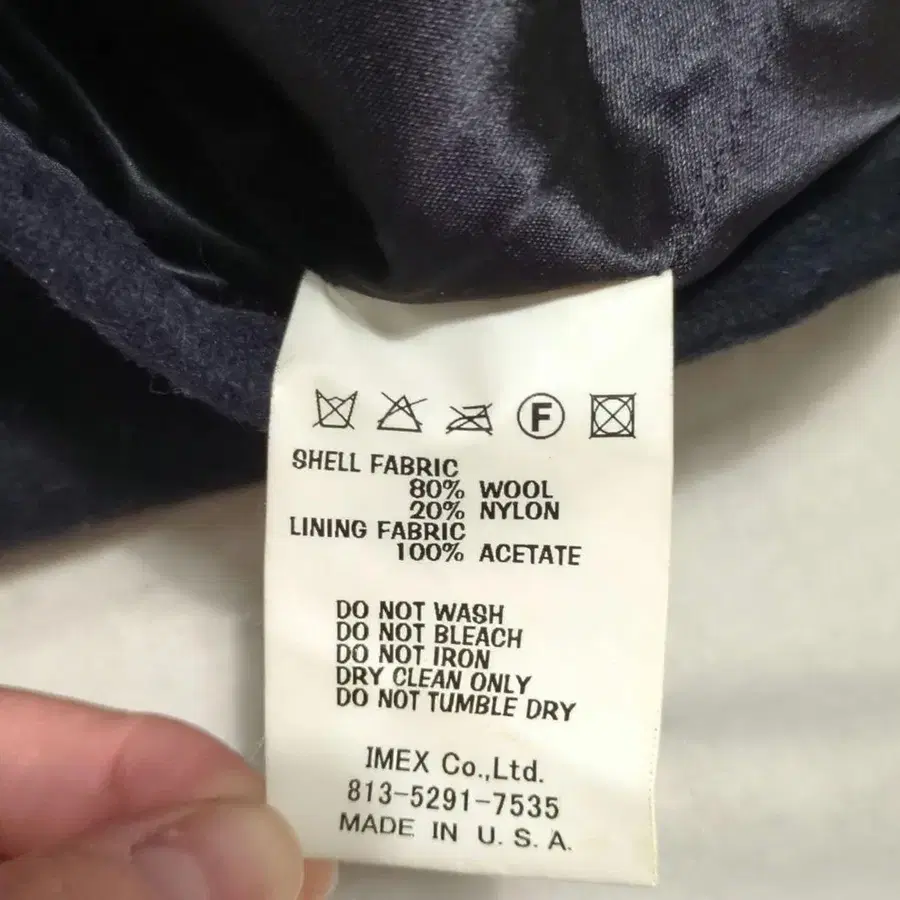 F
SHELL FABRIC
80% WOOL
20% NYLON
LINING FABRIC
100% ACETATE
DO NOT WASH
DO NOT BLEACH
DO NOT IRON
DRY CLEAN ONLY
DO NOT TUMBLE DRY
IMEX Co.,Ltd.
813-5291-7535
MADE IN U. S. A.